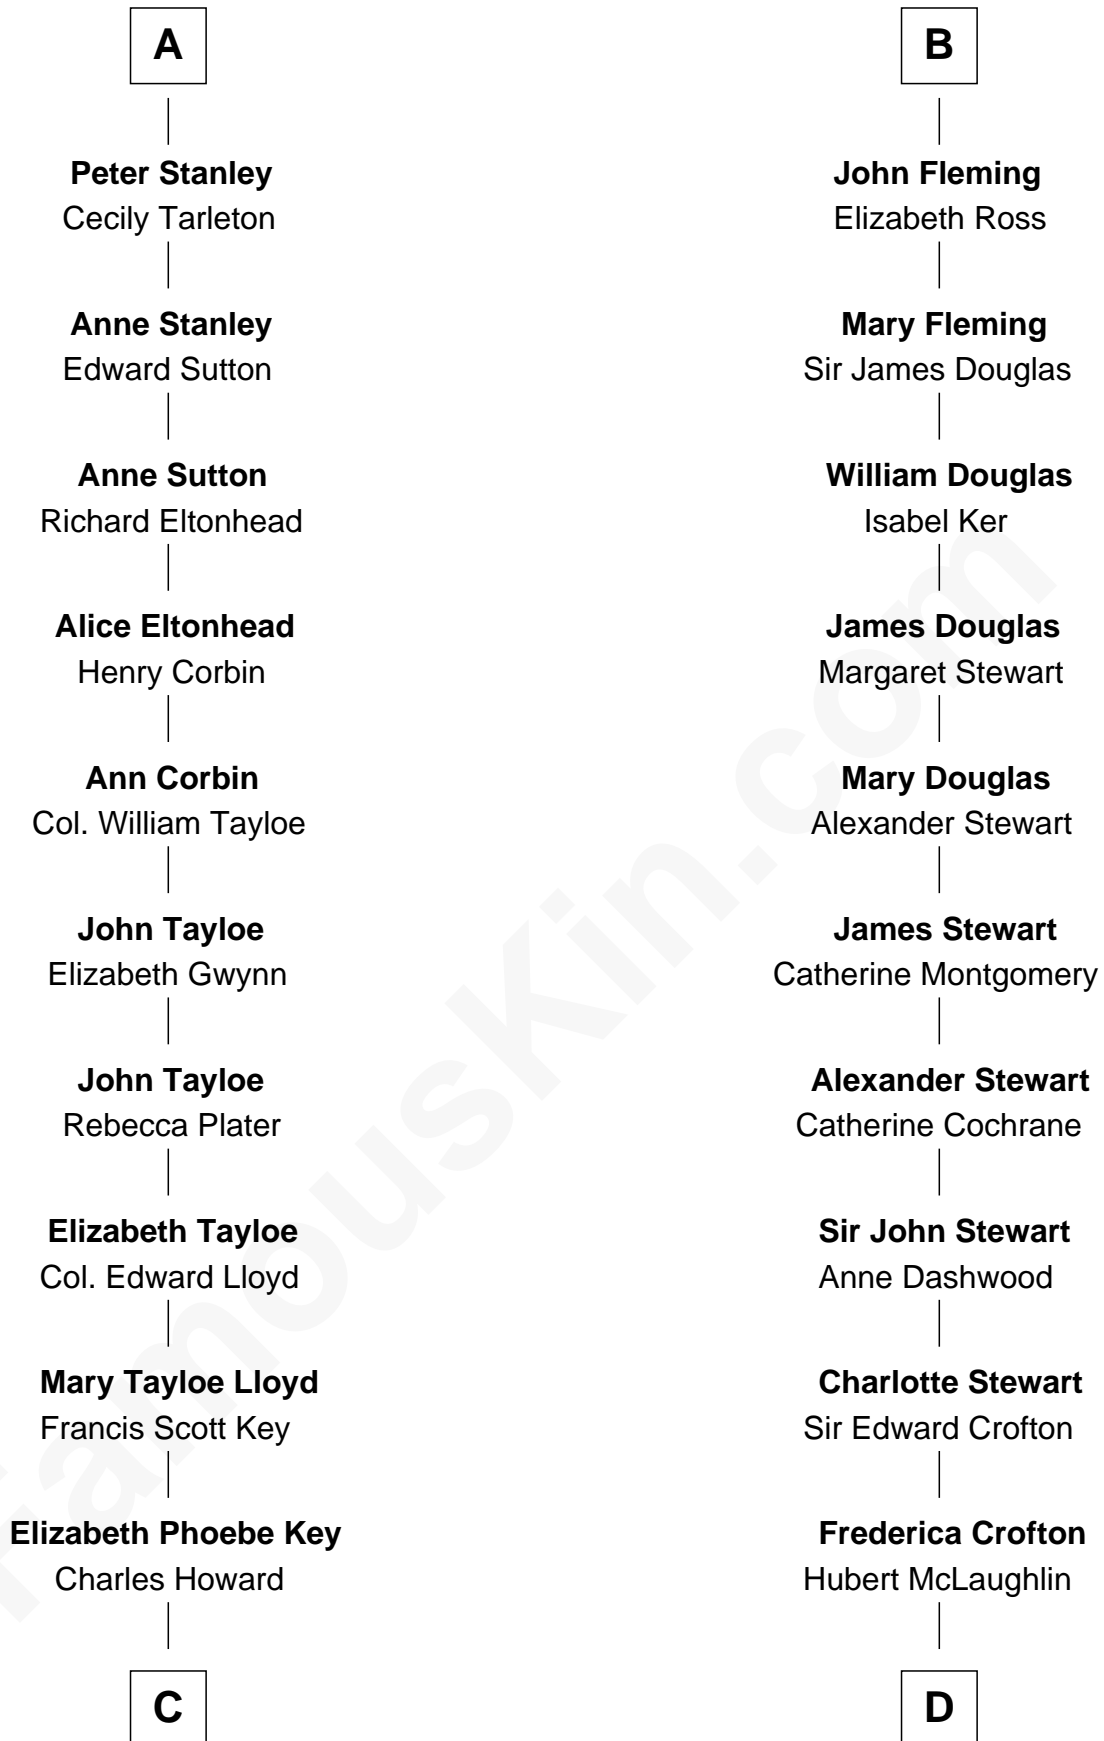 A
Peter Stanley
Cecily Tarleton
Anne Stanley
Edward Sutton
Anne Sutton
Richard Eltonhead
Alice Eltonhead
Henry Corbin
Ann Corbin
Col. William Tayloe
John Tayloe
Elizabeth Gwynn
John Tayloe
Rebecca Plater
Elizabeth Tayloe
Col. Edward Lloyd
Mary Tayloe Lloyd
Francis Scott Key
Elizabeth Phoebe Key
Charles Howard
C
B
John Fleming
Elizabeth Ross
Mary Fleming
Sir James Douglas
William Douglas
Isabel Ker
James Douglas
Margaret Stewart
Mary Douglas
Alexander Stewart
James Stewart
Catherine Montgomery
Alexander Stewart
Catherine Cochrane
Sir John Stewart
Anne Dashwood
Charlotte Stewart
Sir Edward Crofton
Frederica Crofton
Hubert McLaughlin
D
FamousKin.com